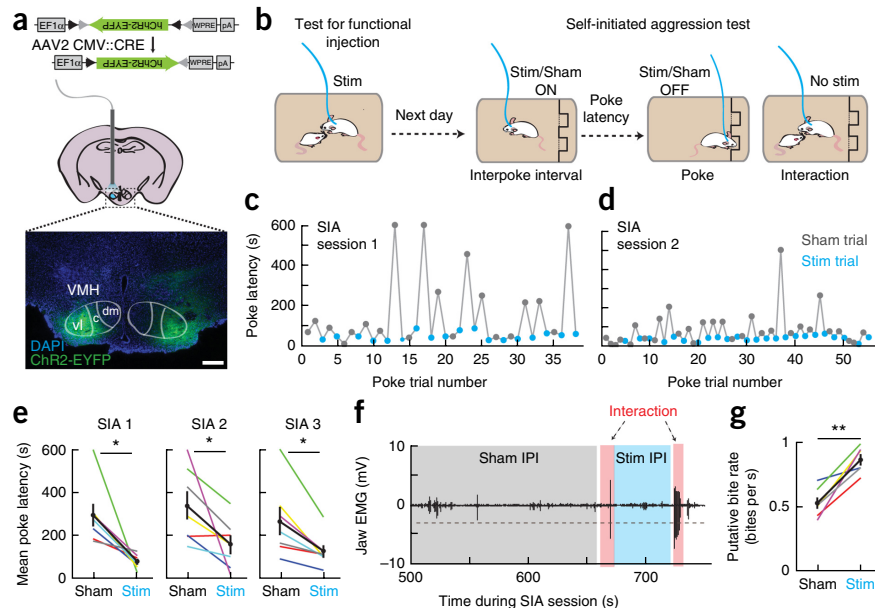 a
EF1α hChR2-EYFP WPRE pA
AAV2 CMV::CRE
EF1α hChR2-EYFP WPRE pA
VMH
vl c dm
DAPI
ChR2-EYFP
b
Test for functional injection
Self-initiated aggression test
Stim
Next day
Stim/Sham ON
Poke latency
Stim/Sham OFF
No stim
Interpoke interval
Poke
Interaction
c
SIA session 1
Poke latency (s)
600
400
200
0
0 5 10 15 20 25 30 35
Poke trial number
d
SIA session 2
Sham trial
Stim trial
0 10 20 30 40 50
Poke trial number
e
SIA 1 SIA 2 SIA 3
* * *
Mean poke latency (s)
600
400
200
0
Sham Stim Sham Stim Sham Stim
f
Interaction
Sham IPI
Stim IPI
Jaw EMG (mV)
10
0
−10
500 600 700
Time during SIA session (s)
g
**
Putative bite rate (bites per s)
1
0.5
0
Sham Stim